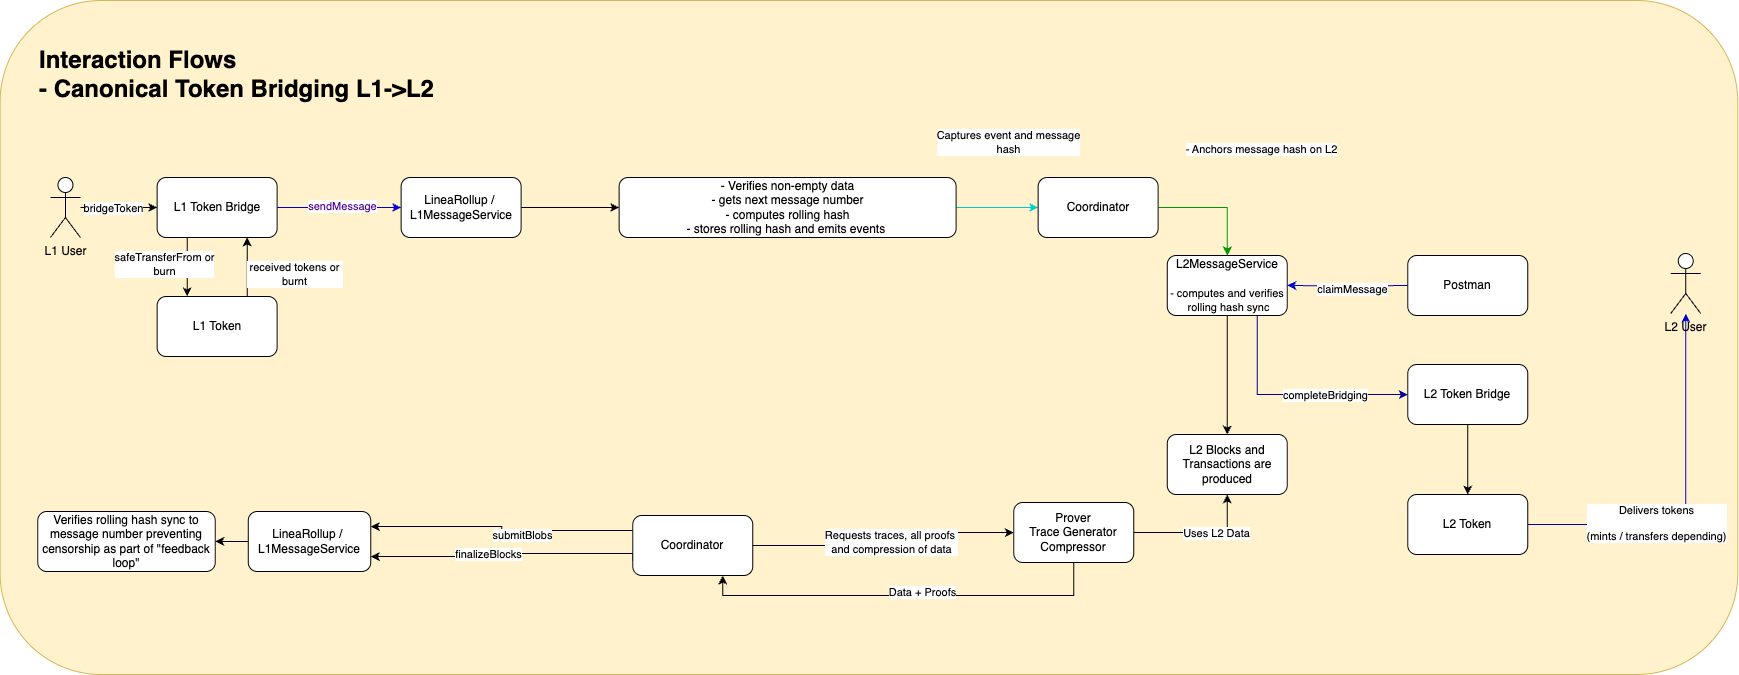 Interaction Flows
- Canonical Token Bridging L1->L2
Captures event and message
hash
- Anchors message hash on L2
L1 User
bridgeToken
L1 Token Bridge
sendMessage
LineaRollup /
L1MessageService
- Verifies non-empty data
- gets next message number
- computes rolling hash
- stores rolling hash and emits events
Coordinator
safeTransferFrom or
burn
received tokens or
burnt
L1 Token
L2MessageService
- computes and verifies
rolling hash sync
claimMessage
Postman
L2 User
completeBridging
L2 Token Bridge
L2 Blocks and
Transactions are
produced
L2 Token
Delivers tokens
(mints / transfers depending)
Verifies rolling hash sync to
message number preventing
censorship as part of "feedback
loop"
LineaRollup /
L1MessageService
submitBlobs
finalizeBlocks
Coordinator
Requests traces, all proofs
and compression of data
Prover
Trace Generator
Compressor
Uses L2 Data
Data + Proofs